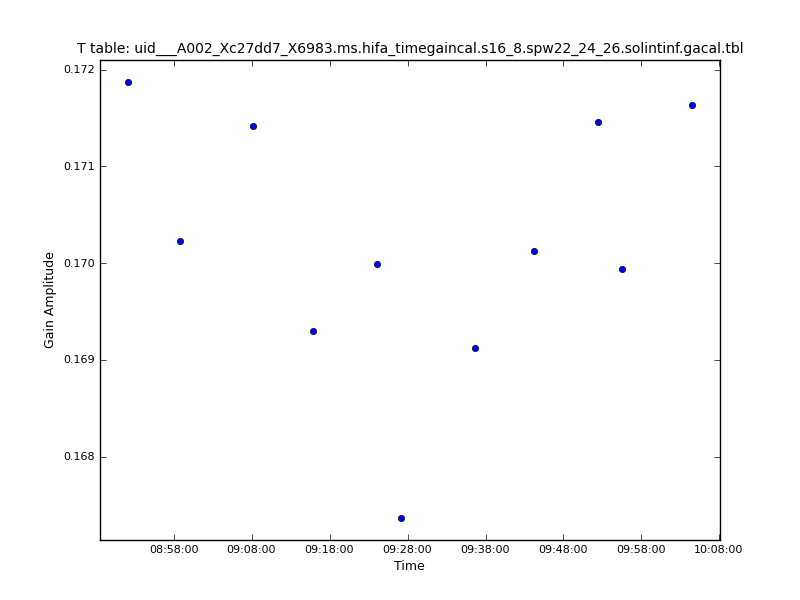 T table: uid___A002_Xc27dd7_X6983.ms.hifa_timegaincal.s16_8.spw22_24_26.solintinf.gacal.tbl
0.172
0.171
0.170
0.169
0.168
Gain Amplitude
08:58:00 09:08:00 09:18:00 09:28:00 09:38:00 09:48:00 09:58:00 10:08:00
Time